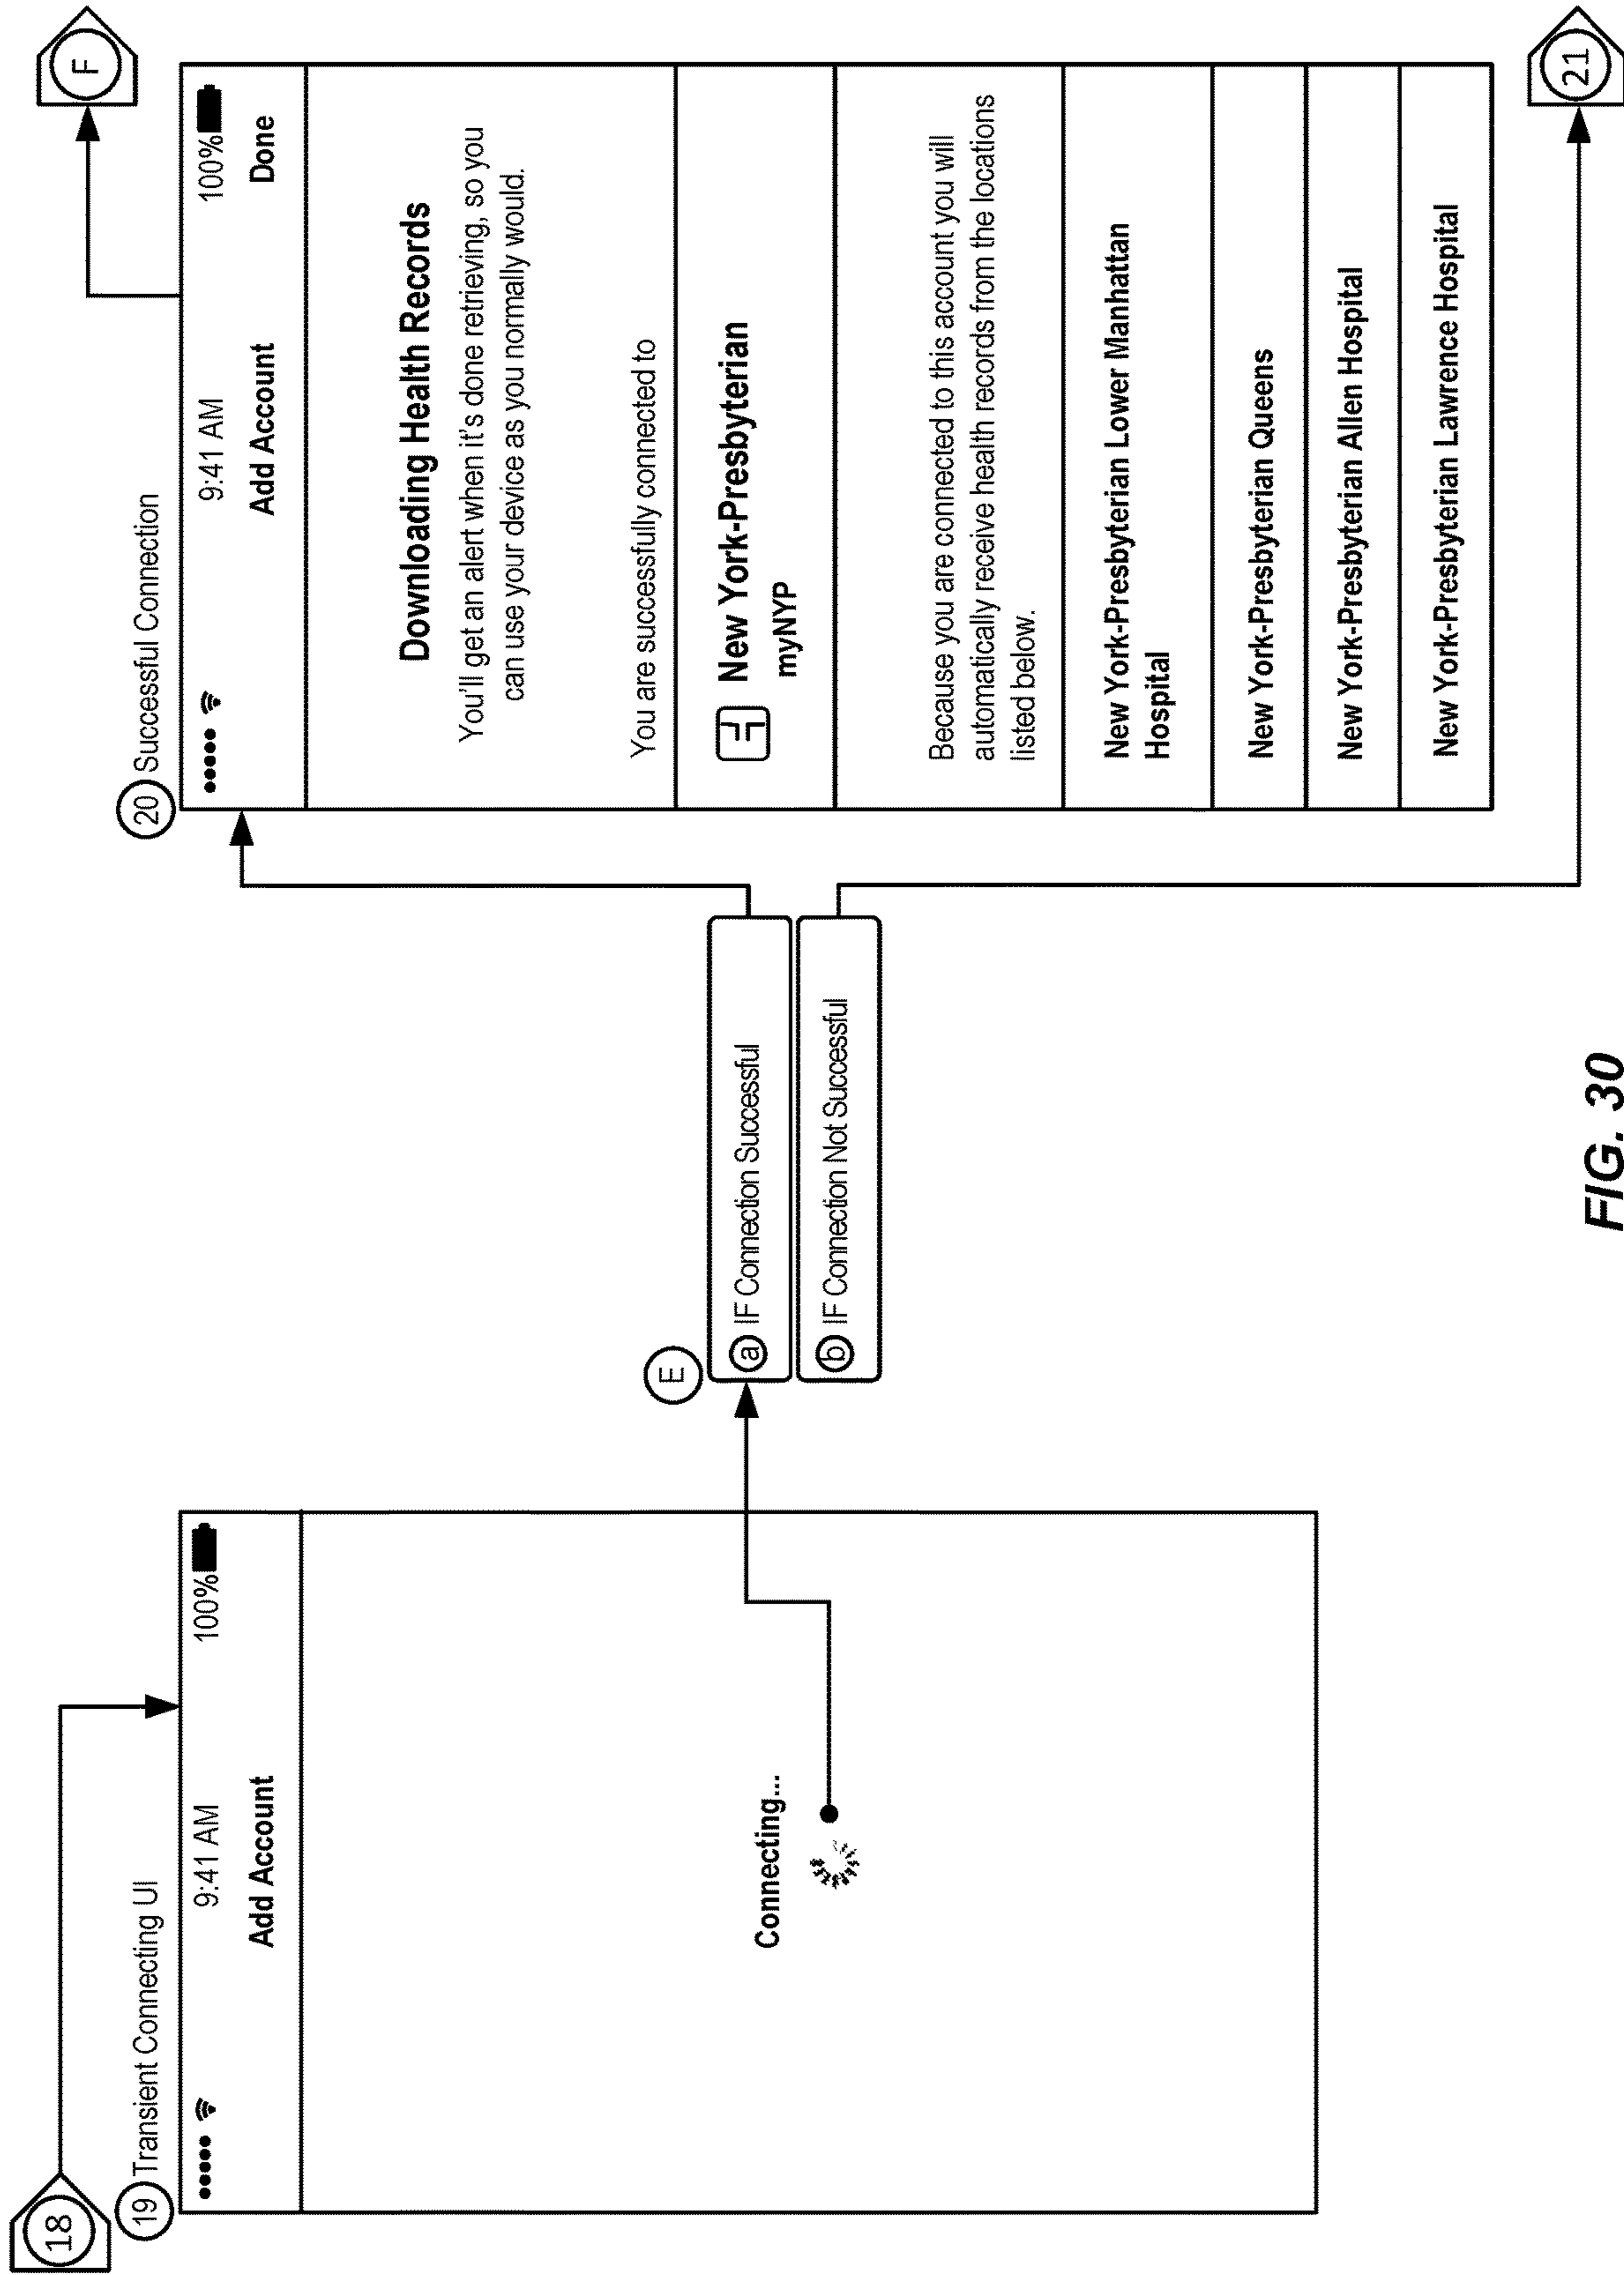 18
19 Transient Connecting UI
9:41 AM
100%
Add Account
Connecting...
E
a IF Connection Successful
b IF Connection Not Successful
20 Successful Connection
9:41 AM
100%
Add Account
Done
Downloading Health Records
You'll get an alert when it's done retrieving, so you
can use your device as you normally would.
You are successfully connected to
New York-Presbyterian
myNYP
Because you are connected to this account you will
automatically receive health records from the locations
listed below.
New York-Presbyterian Lower Manhattan
Hospital
New York-Presbyterian Queens
New York-Presbyterian Allen Hospital
New York-Presbyterian Lawrence Hospital
F
21
FIG. 30